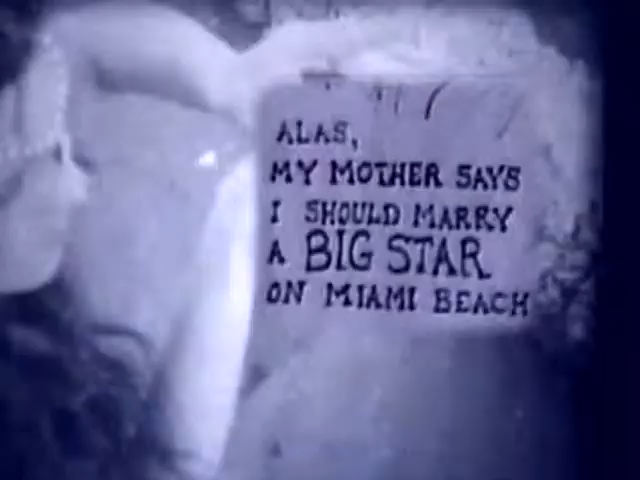 ALAS,
MY MOTHER SAYS
I SHOULD MARRY
A BIG STAR
ON MIAMI BEACH